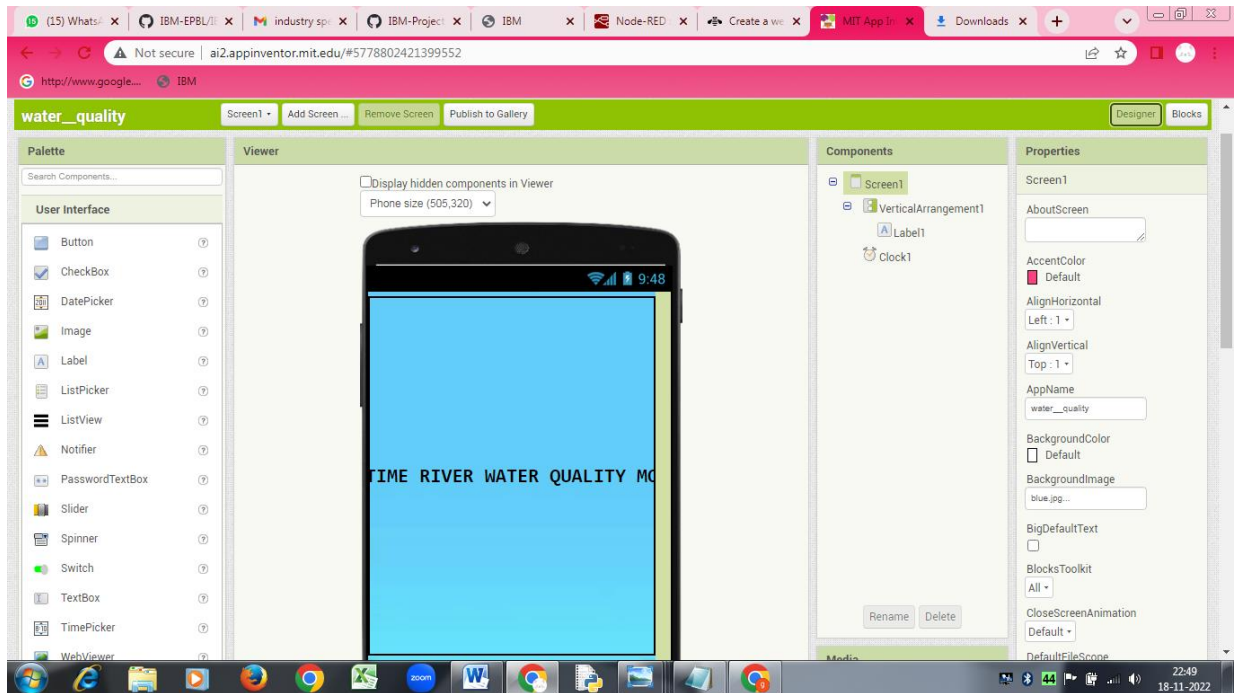 (15) WhatsA
IBM-EPBL/I
industry spe
IBM-Project
IBM
Node-RED
Create a we
MIT App In
Downloads
Not secure | ai2.appinventor.mit.edu/#5778802421399552
http://www.google....
IBM
water__quality
Screen1
Add Screen ...
Remove Screen
Publish to Gallery
Designer
Blocks
Palette
Search Components...
User Interface
Button
CheckBox
DatePicker
Image
Label
ListPicker
ListView
Notifier
PasswordTextBox
Slider
Spinner
Switch
TextBox
TimePicker
WebViewer
Viewer
Display hidden components in Viewer
Phone size (505,320)
9:48
TIME RIVER WATER QUALITY MO
Components
Screen1
VerticalArrangement1
A Label1
Clock1
Rename
Delete
Media
Properties
Screen1
AboutScreen
AccentColor
Default
AlignHorizontal
Left : 1
AlignVertical
Top : 1
AppName
water__quality
BackgroundColor
Default
BackgroundImage
blue.jpg...
BigDefaultText
BlocksToolkit
All
CloseScreenAnimation
Default
DefaultFileScope
zoom
44
22:49
18-11-2022